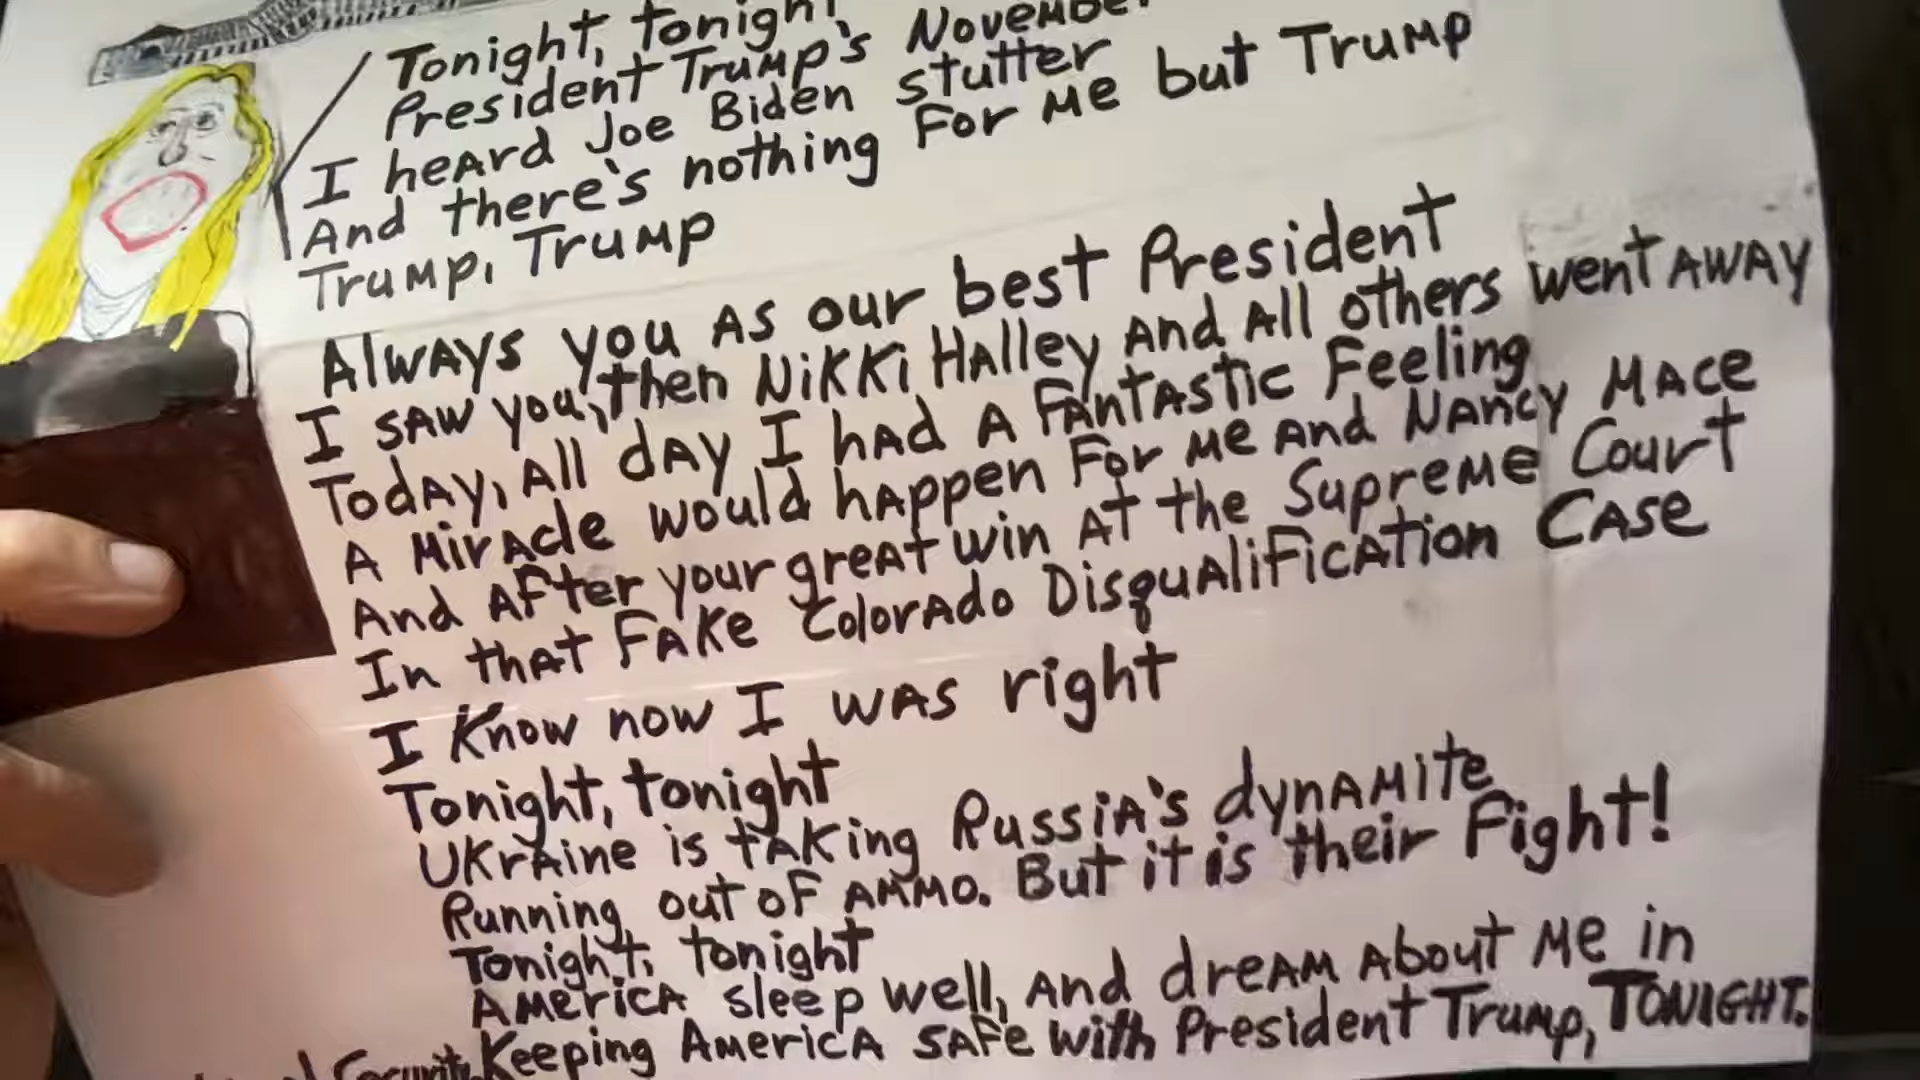 Tonight, tonight
President Trump's November
I heard Joe Biden stutter
And there's nothing for me but Trump
Trump, Trump
Always you as our best President
I saw you, then Nikki Halley and all others went away
Today, all day I had a fantastic feeling
A miracle would happen for me and Nancy Mace
And after your great win at the Supreme Court
In that Fake Colorado Disqualification Case
I know now I was right
Tonight, tonight
Ukraine is taking Russia's dynamite
Running out of ammo. But it is their Fight!
Tonight, tonight
America sleep well, and dream about me in
Security Keeping America safe with President Trump, TONIGHT.